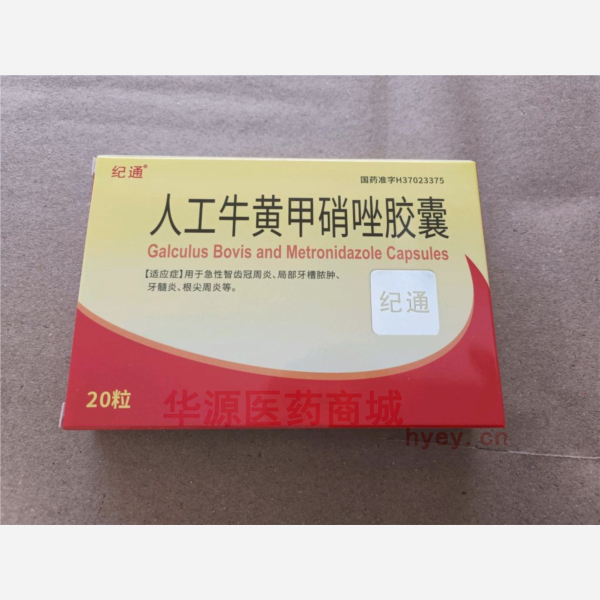 纪通®
国药准字H37023375
人工牛黄甲硝唑胶囊
Galculus Bovis and Metronidazole Capsules
【适应症】用于急性智齿冠周炎、局部牙槽脓肿、
牙髓炎、根尖周炎等。
纪通
20粒
华源医药商城
hyey.cn